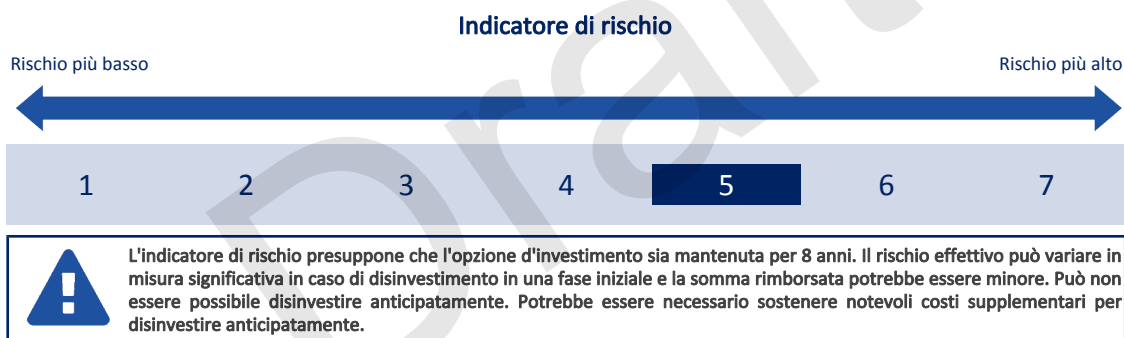 Indicatore di rischio
Rischio più basso
Rischio più alto
1 2 3 4 5 6 7
L'indicatore di rischio presuppone che l'opzione d'investimento sia mantenuta per 8 anni. Il rischio effettivo può variare in
misura significativa in caso di disinvestimento in una fase iniziale e la somma rimborsata potrebbe essere minore. Può non
essere possibile disinvestire anticipatamente. Potrebbe essere necessario sostenere notevoli costi supplementari per
disinvestire anticipatamente.
Draft